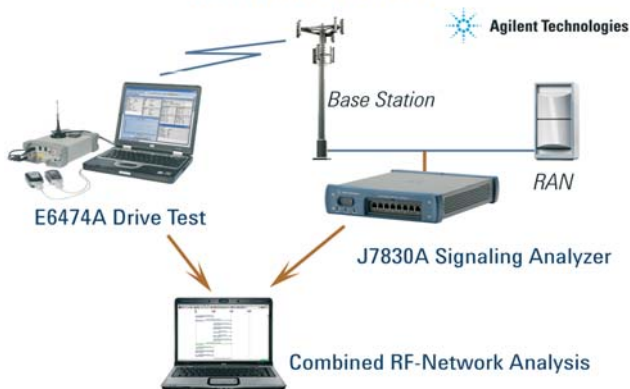 Agilent Technologies
Base Station
RAN
E6474A Drive Test
J7830A Signaling Analyzer
Combined RF-Network Analysis